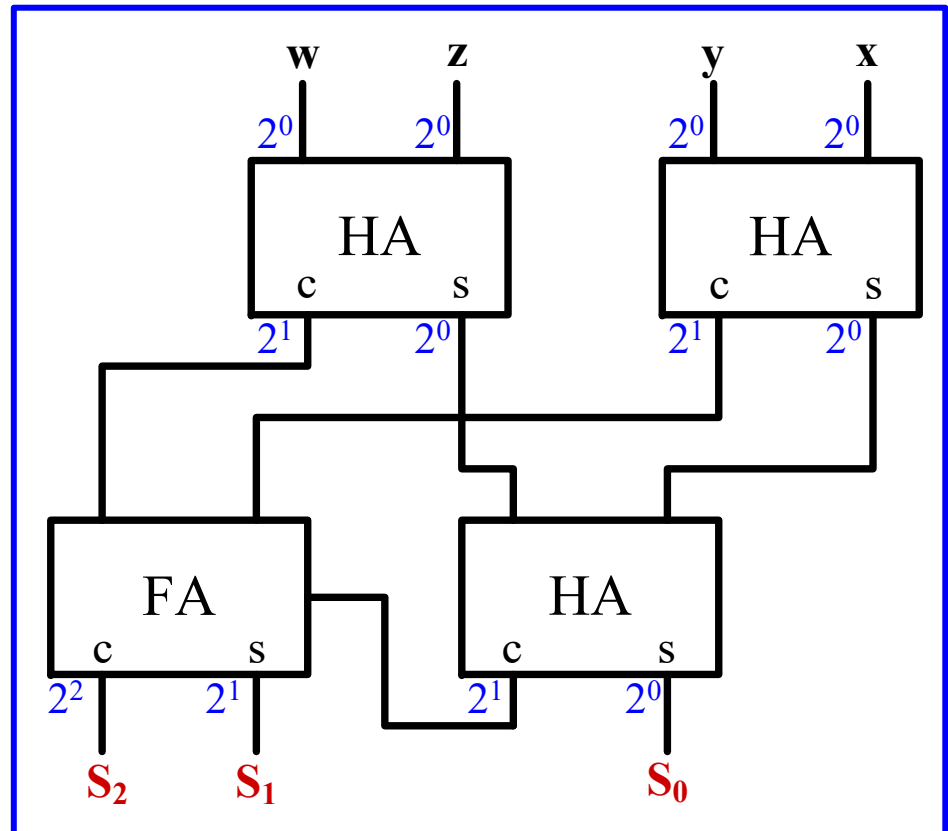 w z y x
2⁰ 2⁰ 2⁰ 2⁰
HA HA
c s c s
2¹ 2⁰ 2¹ 2⁰
FA HA
c s c s
2² 2¹ 2¹ 2⁰
S₂ S₁ S₀